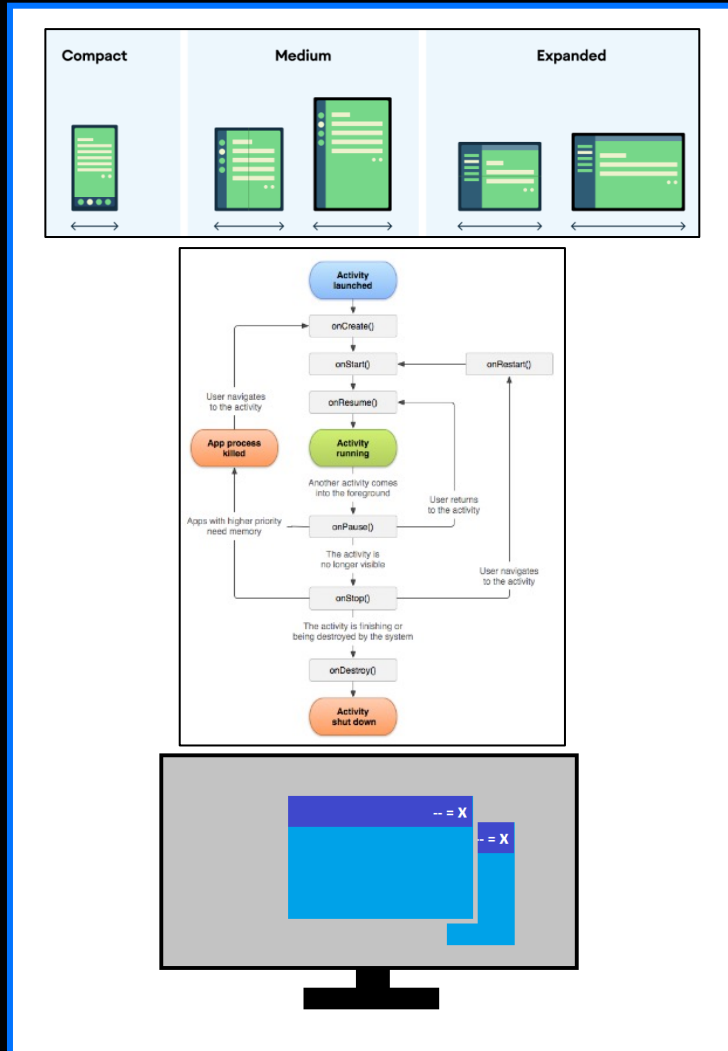 Compact
Medium
Expanded
Activity
launched
onCreate()
onStart()
onRestart()
User navigates
to the activity
onResume()
App process
killed
Activity
running
Another activity comes
into the foreground
User returns
to the activity
Apps with higher priority
need memory
onPause()
The activity is
no longer visible
User navigates
to the activity
onStop()
The activity is finishing or
being destroyed by the system
onDestroy()
Activity
shut down
-- = X
-- = X